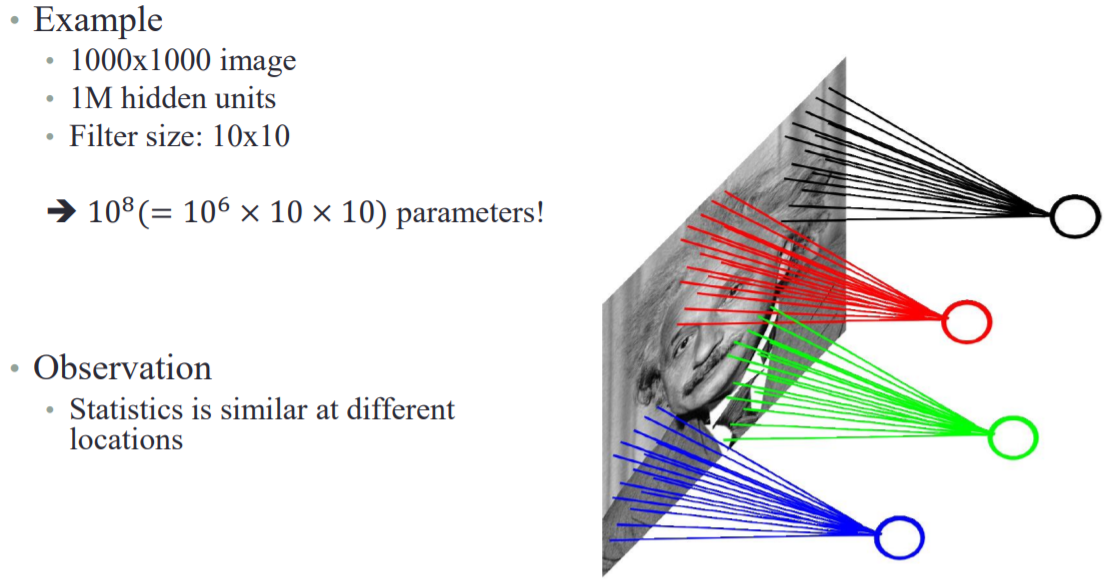 • Example
• 1000x1000 image
• 1M hidden units
• Filter size: 10x10
➔ 10⁸(= 10⁶ × 10 × 10) parameters!
• Observation
• Statistics is similar at different
locations